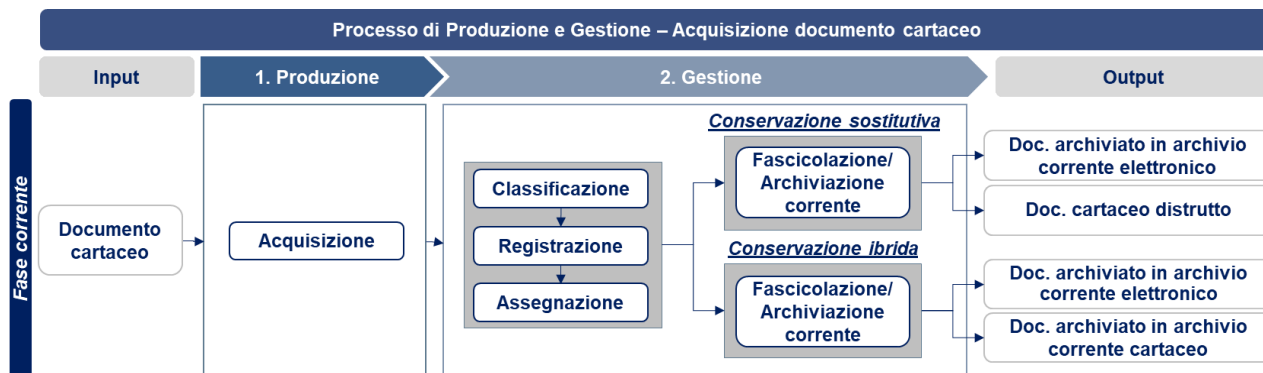 Processo di Produzione e Gestione – Acquisizione documento cartaceo
Input
1. Produzione
2. Gestione
Output
Fase corrente
Documento
cartaceo
Acquisizione
Classificazione
Registrazione
Assegnazione
Conservazione sostitutiva
Fascicolazione/
Archiviazione
corrente
Conservazione ibrida
Fascicolazione/
Archiviazione
corrente
Doc. archiviato in archivio
corrente elettronico
Doc. cartaceo distrutto
Doc. archiviato in archivio
corrente elettronico
Doc. archiviato in archivio
corrente cartaceo